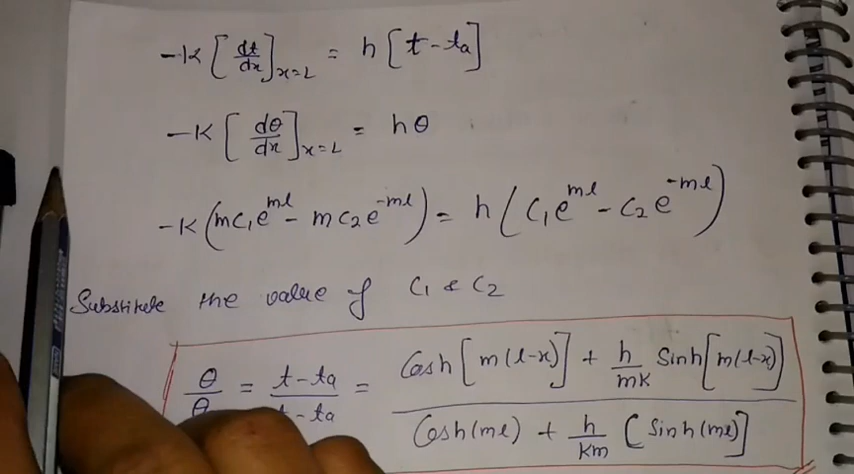 -K [dt/dx]x=L = h [t - ta]
-K [dθ/dx]x=L = hθ
-K (mc₁e^ml - mc₂e^-ml) = h (c₁e^ml - c₂e^-ml)
Substitute the value of C₁ & C₂
θ/θ = t - ta / t - ta = Cosh [m(l-x)] + h/mk Sinh [m(l-x)] / Cosh(ml) + h/km [Sinh(ml)]